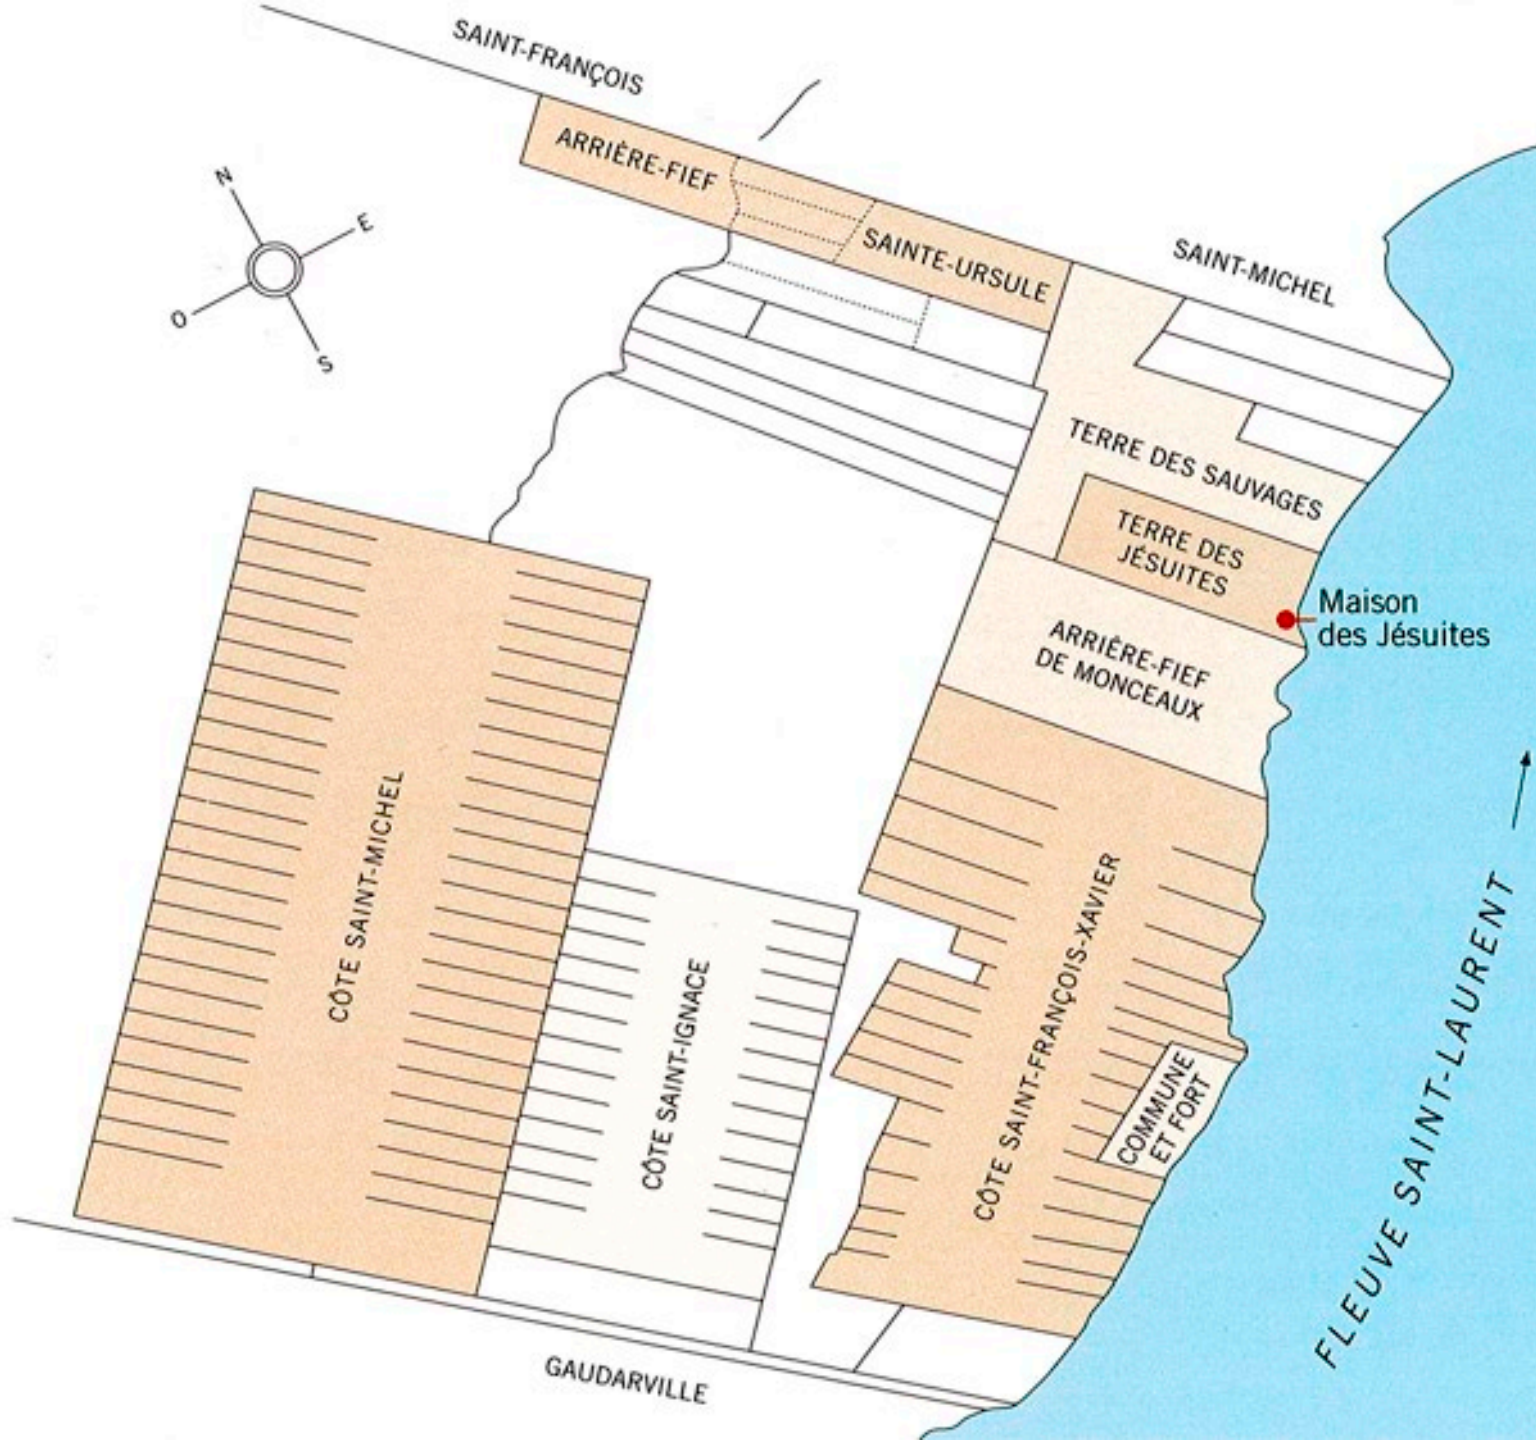 SAINT-FRANÇOIS
ARRIÈRE-FIEF
SAINTE-URSULE
SAINT-MICHEL
N
E
O
S
TERRE DES SAUVAGES
TERRE DES
JÉSUITES
Maison
des Jésuites
ARRIÈRE-FIEF
DE MONCEAUX
CÔTE SAINT-MICHEL
CÔTE SAINT-IGNACE
CÔTE SAINT-FRANÇOIS-XAVIER
COMMUNE
ET FORT
FLEUVE SAINT-LAURENT
GAUDARVILLE